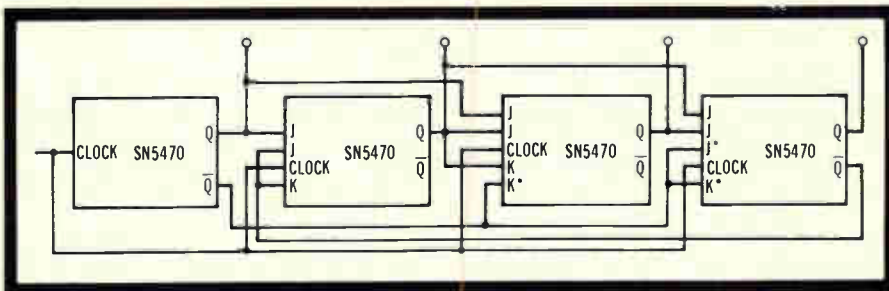 Q
CLOCK SN5470
Q̅
J Q
J SN5470
CLOCK Q̅
K
J
J Q
CLOCK SN5470
K Q̅
K*
J
J Q
J* SN5470
CLOCK Q̅
K*